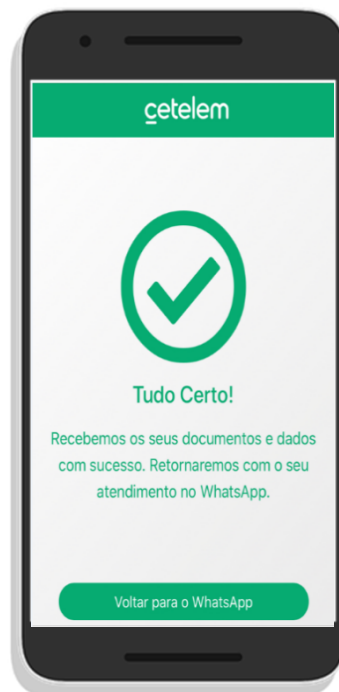 cetelem
Tudo Certo!
Recebemos os seus documentos e dados
com sucesso. Retornaremos com o seu
atendimento no WhatsApp.
Voltar para o WhatsApp